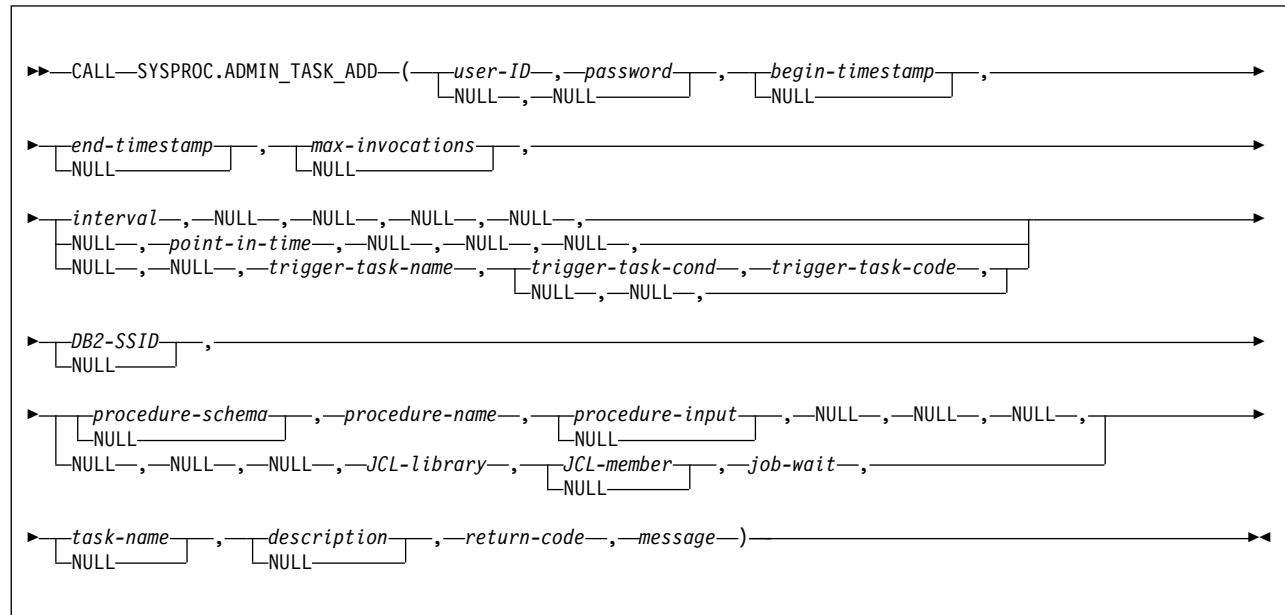 CALL SYSPROC.ADMIN_TASK_ADD ( user-ID , password , begin-timestamp ,
NULL , NULL NULL
end-timestamp , max-invocations ,
NULL NULL
interval , NULL , NULL , NULL , NULL ,
NULL , point-in-time , NULL , NULL , NULL ,
NULL , NULL , trigger-task-name , trigger-task-cond , trigger-task-code ,
NULL , NULL ,
DB2-SSID ,
NULL
procedure-schema , procedure-name , procedure-input , NULL , NULL , NULL ,
NULL NULL
NULL , NULL , NULL , JCL-library , JCL-member , job-wait ,
NULL
task-name , description , return-code , message )
NULL NULL